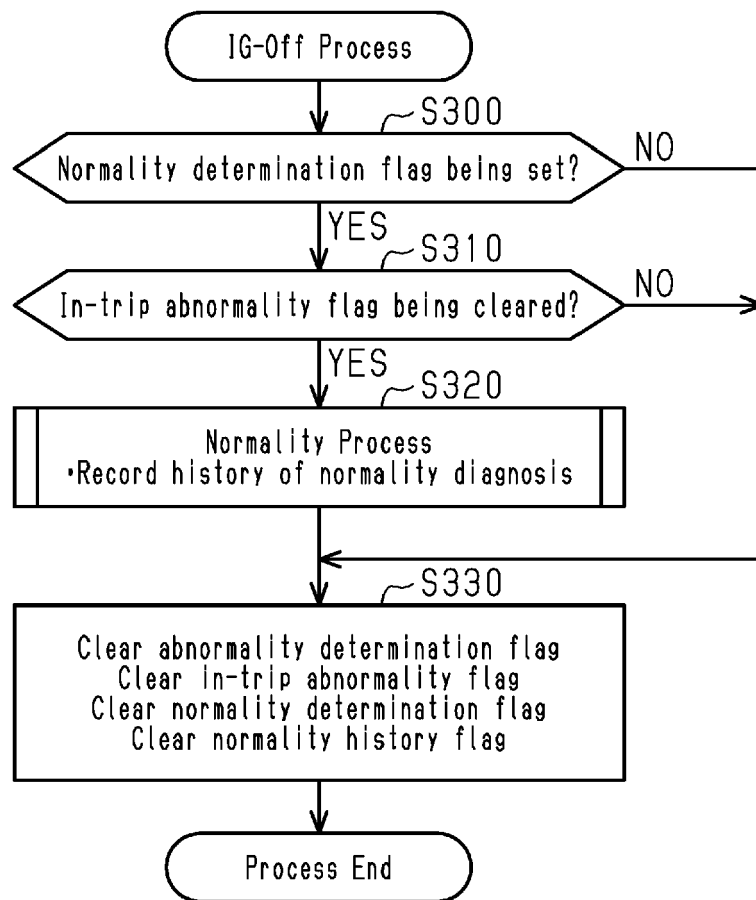 IG-Off Process
S300
Normality determination flag being set?
NO
YES
S310
In-trip abnormality flag being cleared?
NO
YES
S320
Normality Process
•Record history of normality diagnosis
S330
Clear abnormality determination flag
Clear in-trip abnormality flag
Clear normality determination flag
Clear normality history flag
Process End